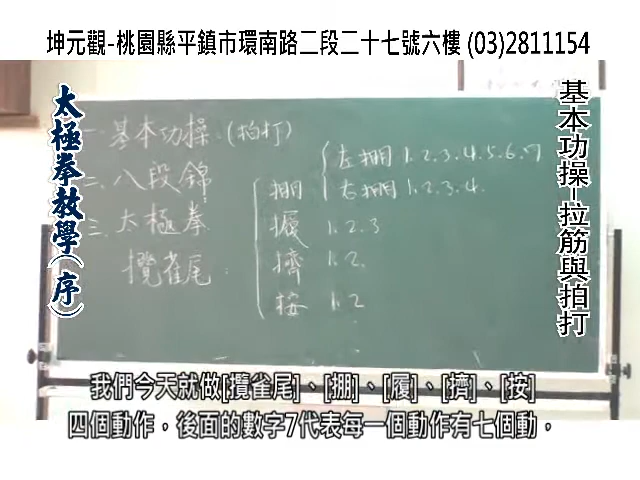 坤元觀-桃園縣平鎮市環南路二段二十七號六樓 (03)2811154
太極拳教學(序)
基本功操-拉筋與拍打
一. 基本功操 (拍打)
二. 八段錦
三. 太極拳
攬雀尾.
掤 左掤 1. 2. 3. 4. 5. 6. 7
右掤 1. 2. 3. 4.
履 1. 2. 3
擠 1. 2.
按 1. 2
我們今天就做[攬雀尾]、[掤]、[履]、[擠]、[按]
四個動作，後面的數字7代表每一個動作有七個動，